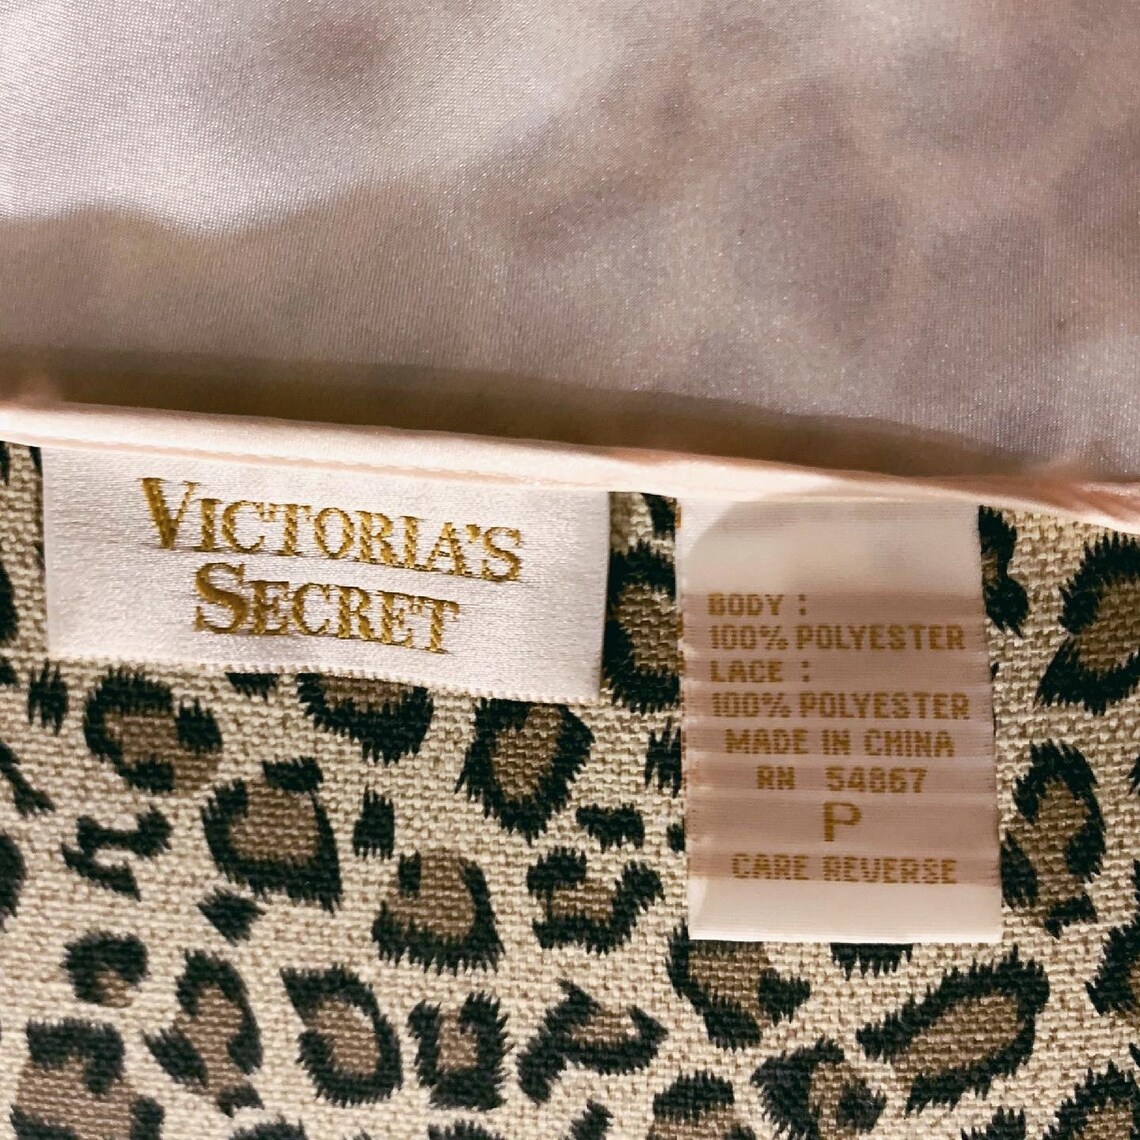 VICTORIA'S
SECRET
BODY :
100% POLYESTER
LACE :
100% POLYESTER
MADE IN CHINA
RN 54867
P
CARE REVERSE